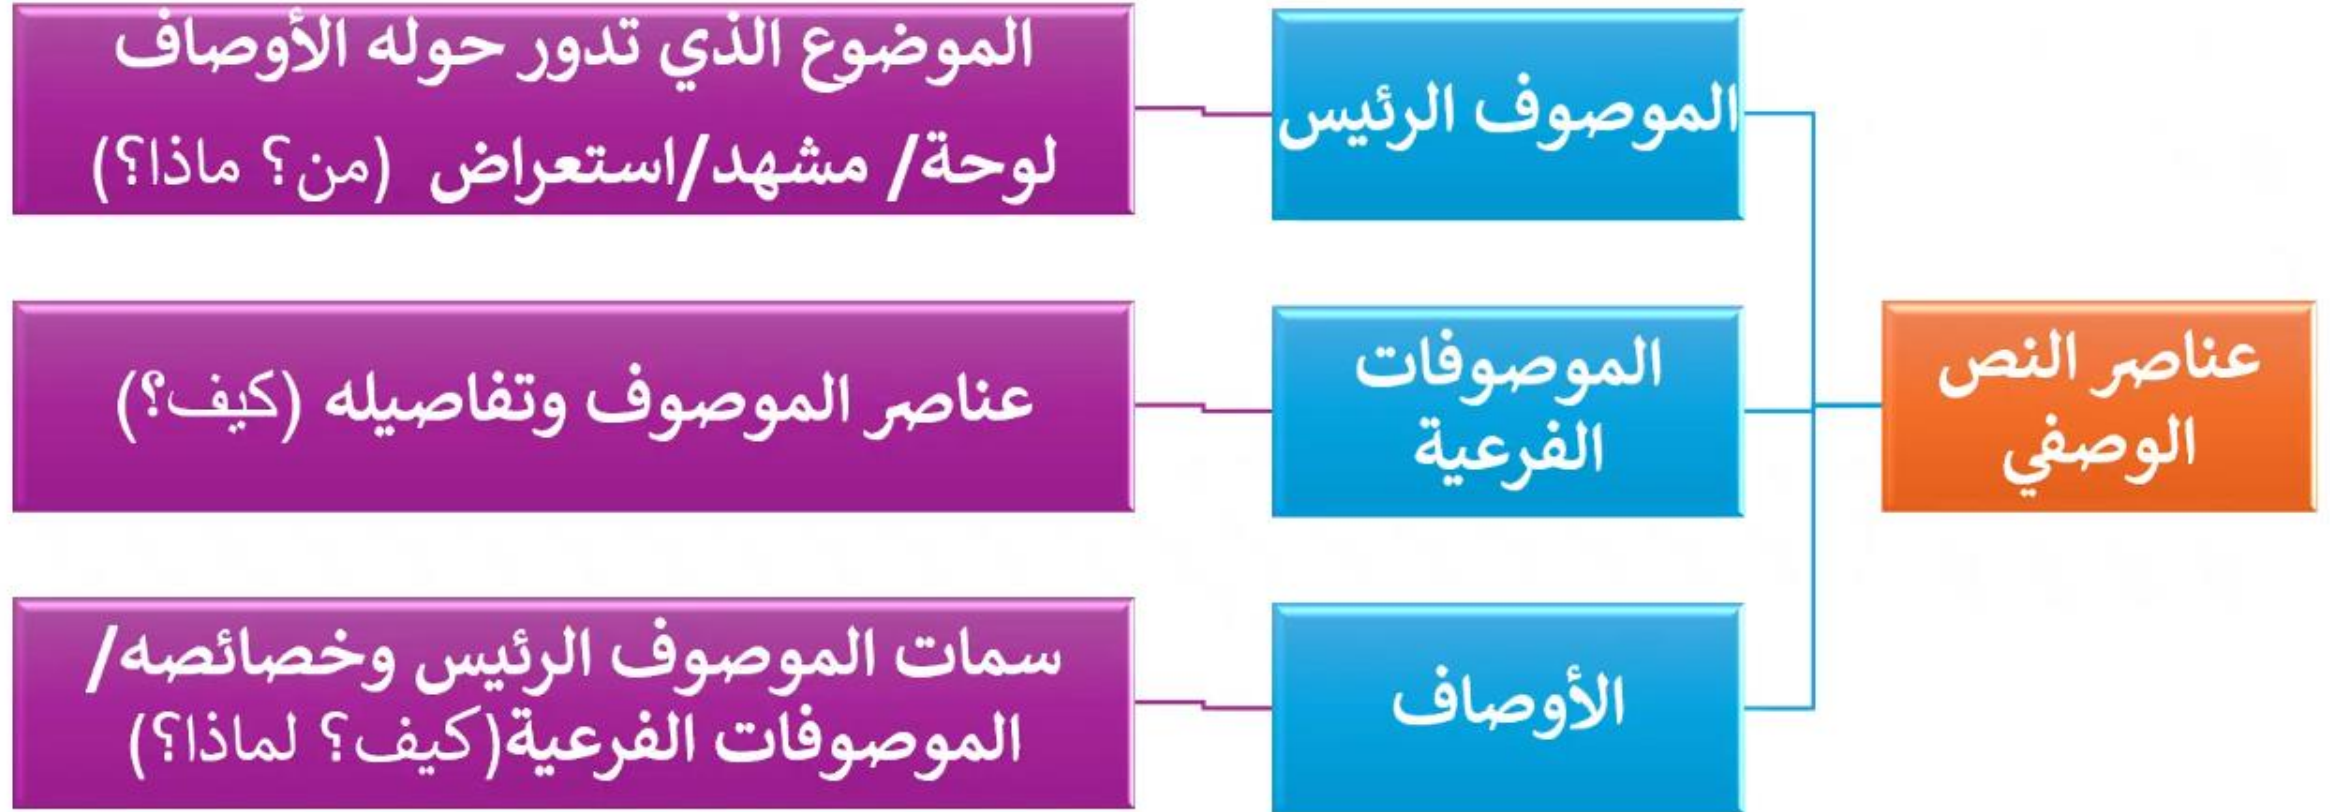 عناصر النص
الوصفي
الموصوف الرئيس
الموضوع الذي تدور حوله الأوصاف
لوحة/ مشهد/استعراض (من؟ ماذا؟)
الموصوفات
الفرعية
عناصر الموصوف وتفاصيله (كيف؟)
الأوصاف
سمات الموصوف الرئيس وخصائصه/
الموصوفات الفرعية(كيف؟ لماذا؟)